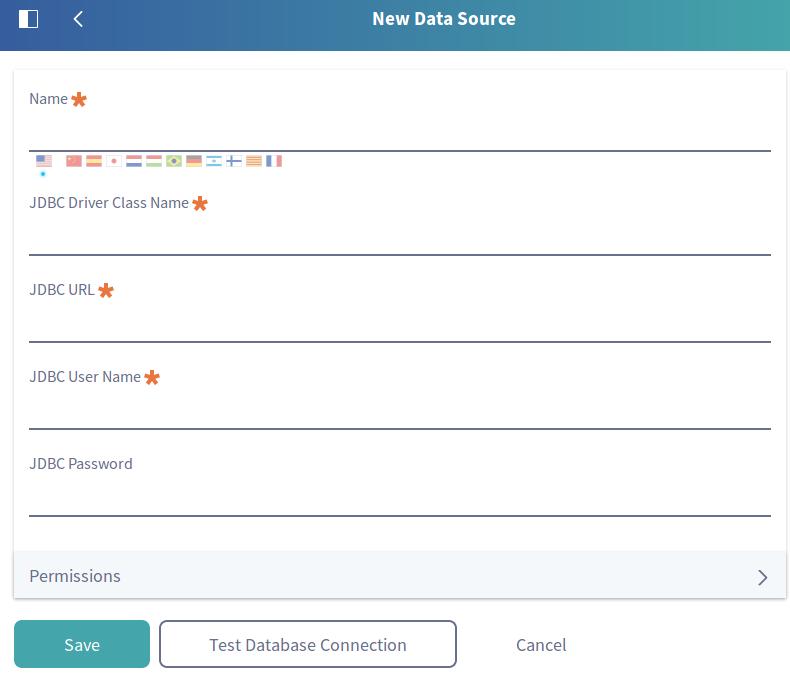 New Data Source
Name *
JDBC Driver Class Name *
JDBC URL *
JDBC User Name *
JDBC Password
Permissions
Save
Test Database Connection
Cancel